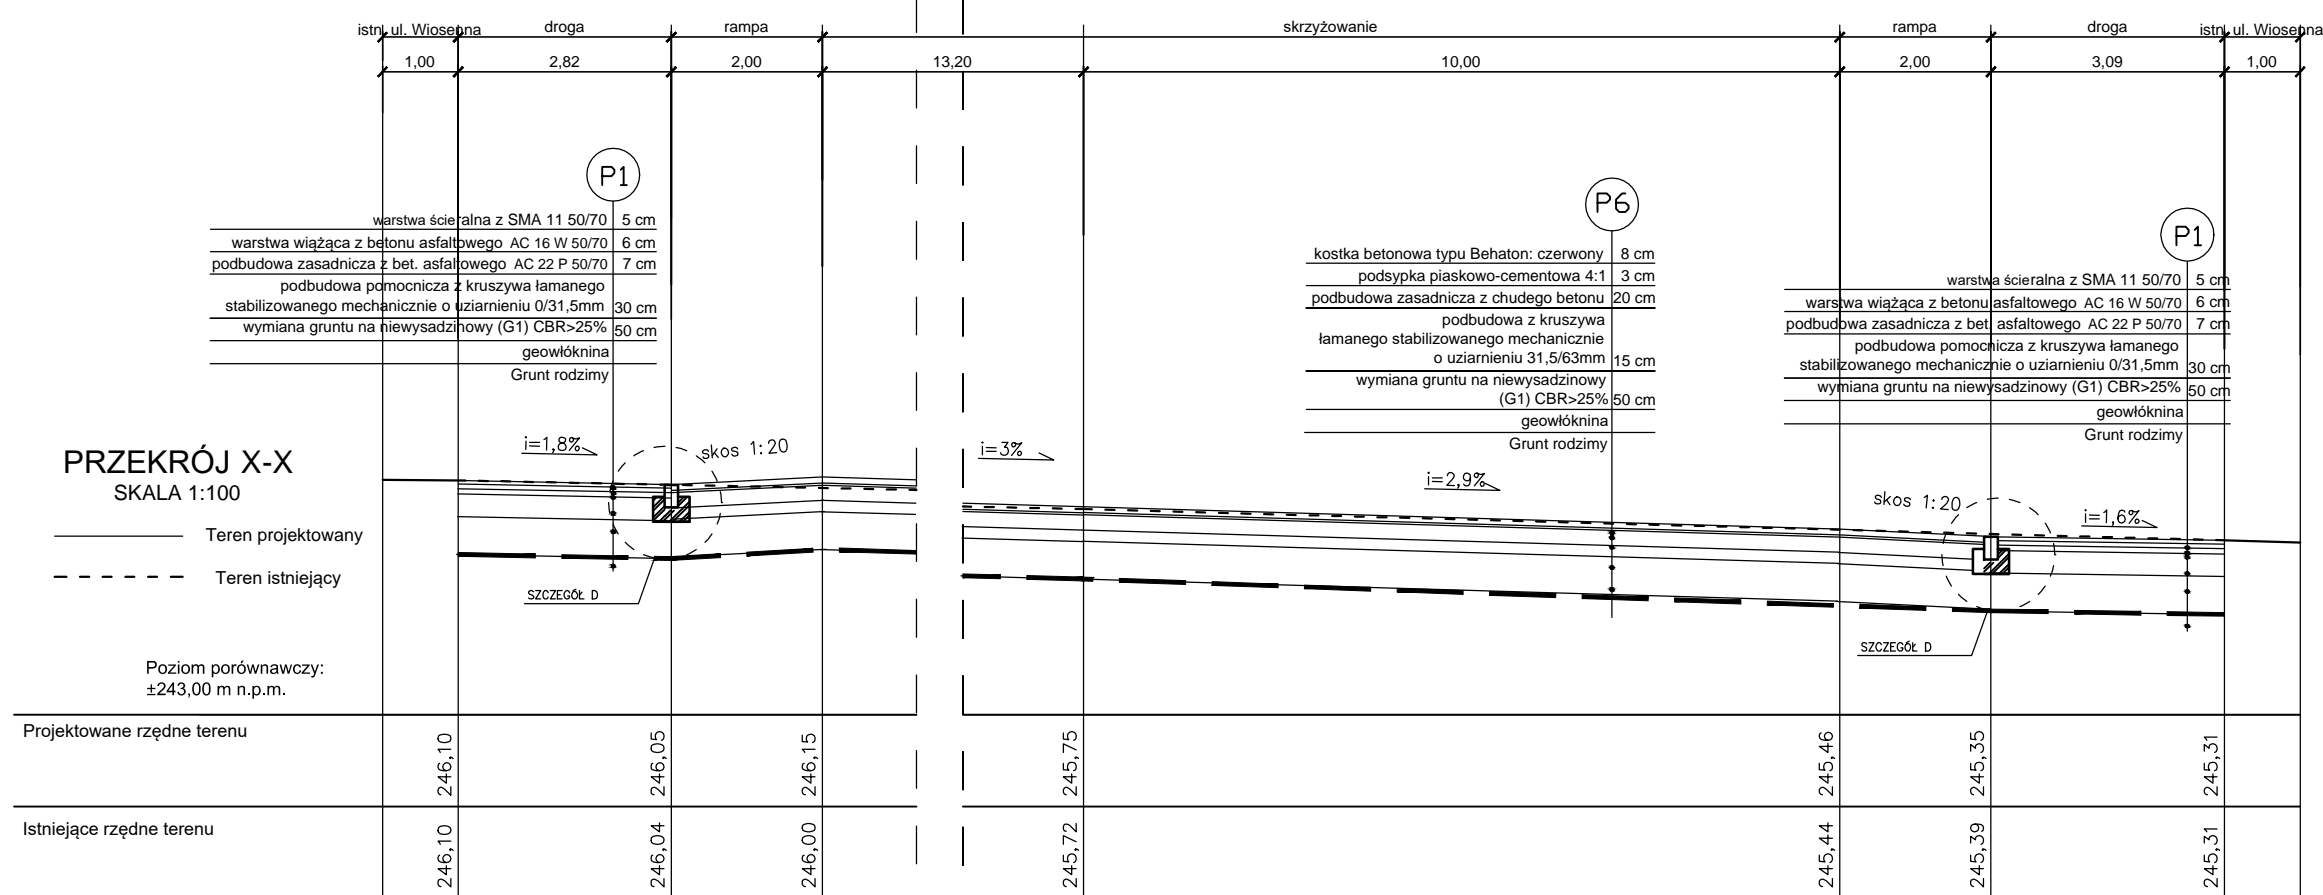 istn. ul. Wiosenna droga rampa skrzyżowanie rampa droga istn. ul. Wiosenna
1,00 2,82 2,00 13,20 10,00 2,00 3,09 1,00
P1
warstwa ścieralna z SMA 11 50/70 5 cm
warstwa wiążąca z betonu asfaltowego AC 16 W 50/70 6 cm
podbudowa zasadnicza z bet. asfaltowego AC 22 P 50/70 7 cm
podbudowa pomocnicza z kruszywa łamanego
stabilizowanego mechanicznie o uziarnieniu 0/31,5mm 30 cm
wymiana gruntu na niewysadzinowy (G1) CBR>25% 50 cm
geowłóknina
Grunt rodzimy
P6
kostka betonowa typu Behaton: czerwony 8 cm
podsypka piaskowo-cementowa 4:1 3 cm
podbudowa zasadnicza z chudego betonu 20 cm
podbudowa z kruszywa
łamanego stabilizowanego mechanicznie
o uziarnieniu 31,5/63mm 15 cm
wymiana gruntu na niewysadzinowy
(G1) CBR>25% 50 cm
geowłóknina
Grunt rodzimy
P1
warstwa ścieralna z SMA 11 50/70 5 cm
warstwa wiążąca z betonu asfaltowego AC 16 W 50/70 6 cm
podbudowa zasadnicza z bet. asfaltowego AC 22 P 50/70 7 cm
podbudowa pomocnicza z kruszywa łamanego
stabilizowanego mechanicznie o uziarnieniu 0/31,5mm 30 cm
wymiana gruntu na niewysadzinowy (G1) CBR>25% 50 cm
geowłóknina
Grunt rodzimy
PRZEKRÓJ X-X
SKALA 1:100
Teren projektowany
Teren istniejący
i=1,8%
skos 1:20
i=3%
i=2,9%
skos 1:20
i=1,6%
SZCZEGÓŁ D
SZCZEGÓŁ D
Poziom porównawczy:
±243,00 m n.p.m.
Projektowane rzędne terenu
246,10 246,05 246,15 245,75 245,46 245,35 245,31
Istniejące rzędne terenu
246,10 246,04 246,00 245,72 245,44 245,39 245,31